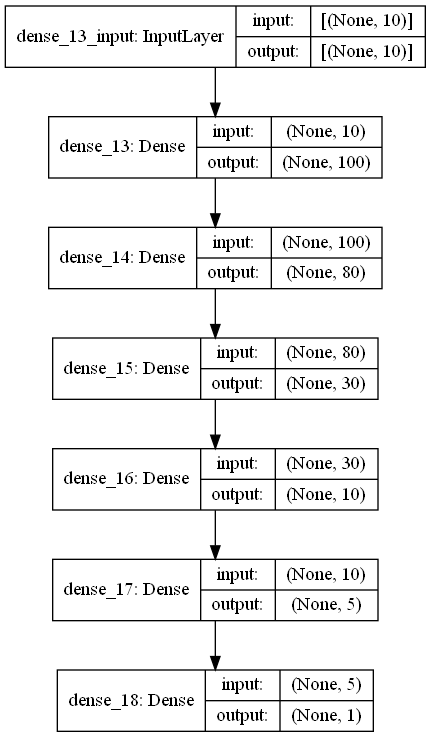 dense_13_input: InputLayer
input: [(None, 10)]
output: [(None, 10)]
dense_13: Dense
input: (None, 10)
output: (None, 100)
dense_14: Dense
input: (None, 100)
output: (None, 80)
dense_15: Dense
input: (None, 80)
output: (None, 30)
dense_16: Dense
input: (None, 30)
output: (None, 10)
dense_17: Dense
input: (None, 10)
output: (None, 5)
dense_18: Dense
input: (None, 5)
output: (None, 1)